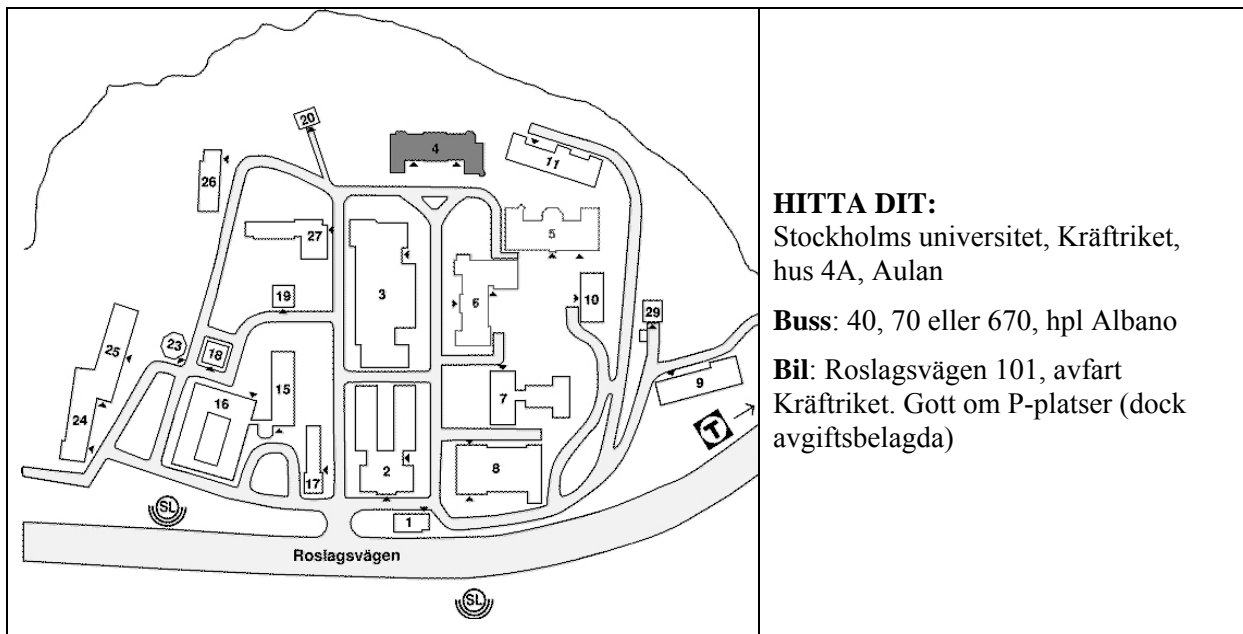 20
4
11
26
5
27
3
6
10
19
29
25
23
18
15
9
16
7
24
T
2
8
17
SL
1
Roslagsvägen
SL
HITTA DIT:
Stockholms universitet, Kräftriket,
hus 4A, Aulan
Buss: 40, 70 eller 670, hpl Albano
Bil: Roslagsvägen 101, avfart
Kräftriket. Gott om P-platser (dock
avgiftsbelagda)